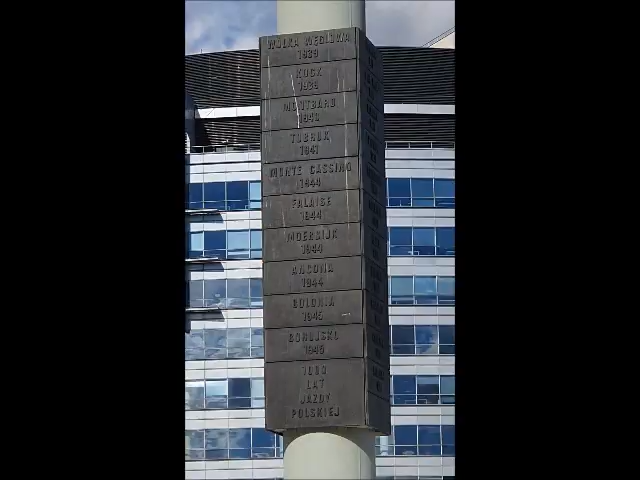 WÓLKA WĘGLOWA
1939
KOCK
1939
MONTBARD
1940
TOBRUK
1941
MONTE CASSINO
1944
FALAISE
1944
MOERDIJK
1944
ANCONA
1944
BOLONIA
1945
BORUJSKO
1945
1000
LAT
JAZDY
POLSKIEJ